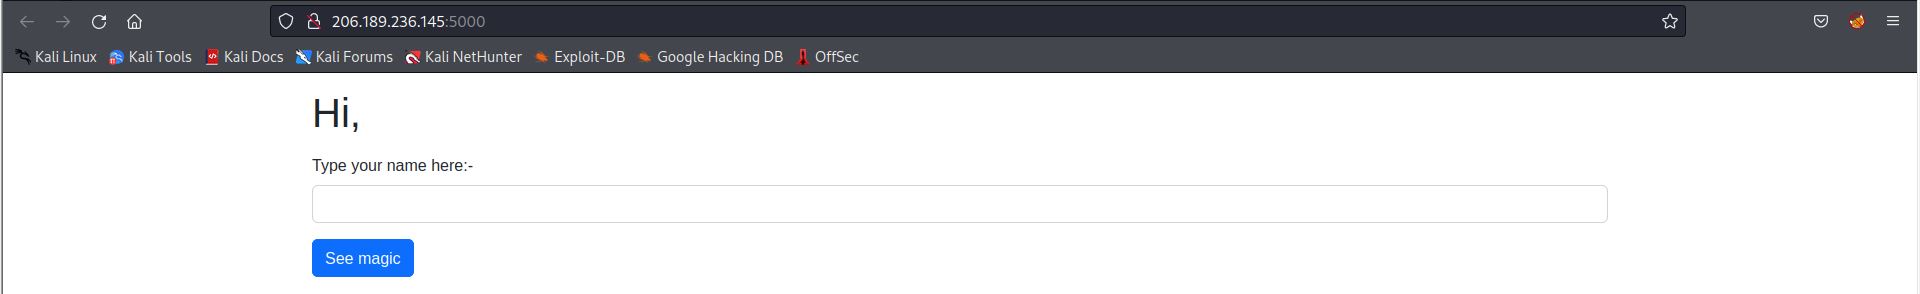 206.189.236.145:5000
Kali Linux Kali Tools Kali Docs Kali Forums Kali NetHunter Exploit-DB Google Hacking DB OffSec
Hi,
Type your name here:-
See magic